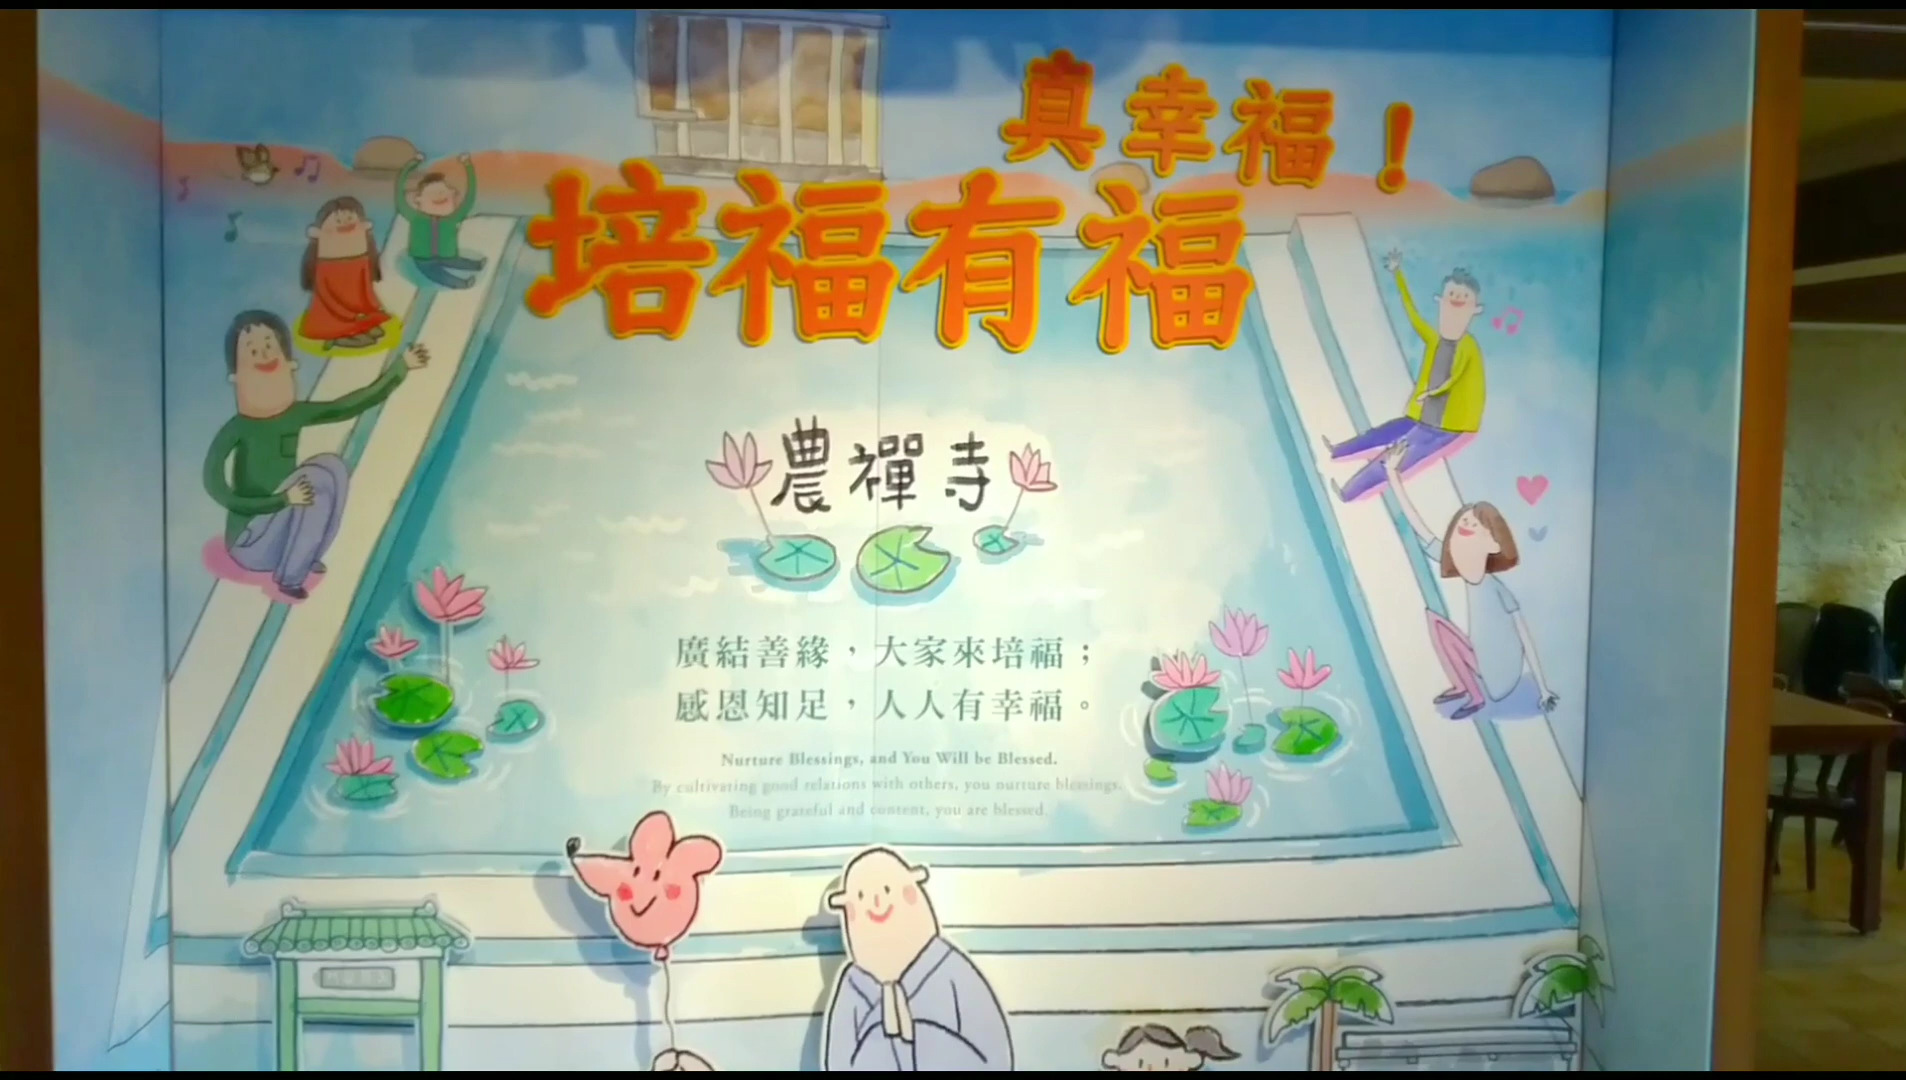 真幸福！
培福有福
農禪寺
廣結善緣，大家來培福；
感恩知足，人人有幸福。
Nurture Blessings, and You Will be Blessed.
By cultivating good relations with others, you nurture blessings.
Being grateful and content, you are blessed.